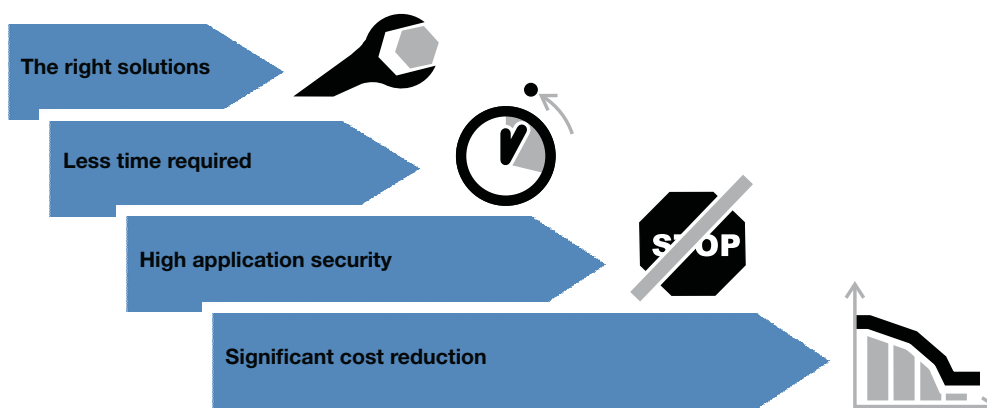 The right solutions
Less time required
High application security
STOP
Significant cost reduction